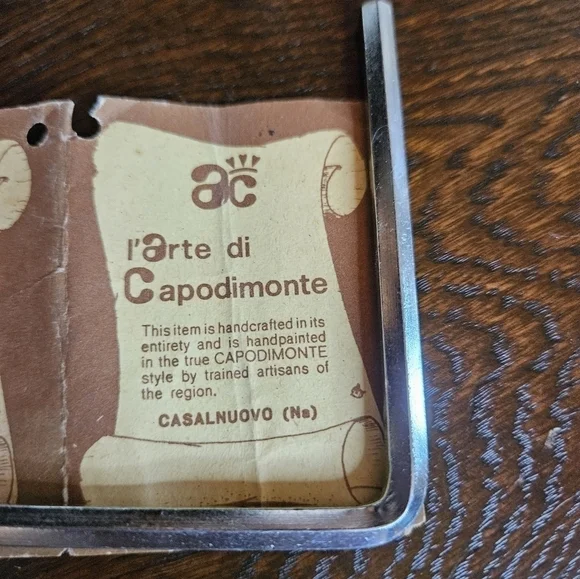 ac
l'arte di
Capodimonte
This item is handcrafted in its
entirety and is handpainted
in the true CAPODIMONTE
style by trained artisans of
the region.
CASALNUOVO (Na)